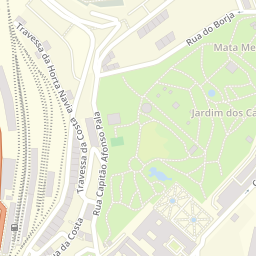 Travessa da Horta Navia
Rua do Borja
Mata Me
Jardim dos Ca
Travessa da Costa
Rua Capitão Afonso Pala
da Costa